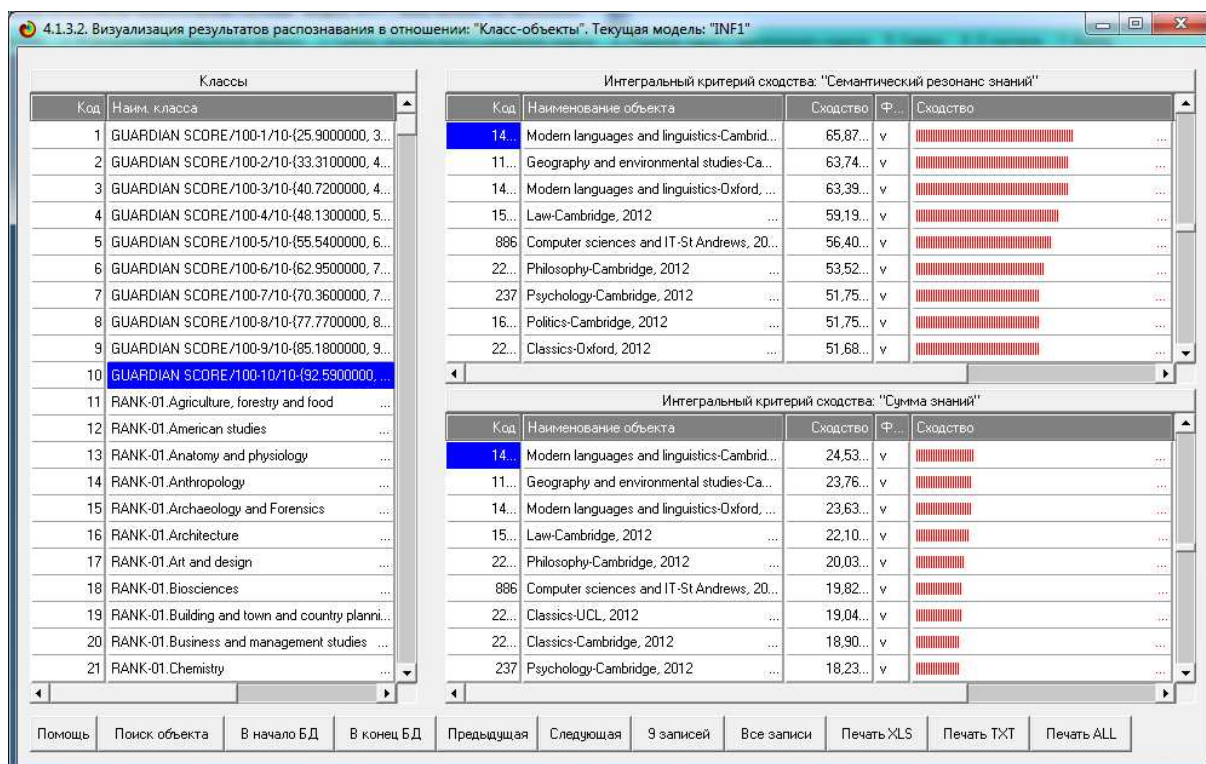 4.1.3.2. Визуализация результатов распознавания в отношении: "Класс-объекты". Текущая модель: "INF1"
Классы
Код Наим. класса
1 GUARDIAN SCORE/100-1/10-{25.9000000, 3...
2 GUARDIAN SCORE/100-2/10-{33.3100000, 4...
3 GUARDIAN SCORE/100-3/10-{40.7200000, 4...
4 GUARDIAN SCORE/100-4/10-{48.1300000, 5...
5 GUARDIAN SCORE/100-5/10-{55.5400000, 6...
6 GUARDIAN SCORE/100-6/10-{62.9500000, 7...
7 GUARDIAN SCORE/100-7/10-{70.3600000, 7...
8 GUARDIAN SCORE/100-8/10-{77.7700000, 8...
9 GUARDIAN SCORE/100-9/10-{85.1800000, 9...
10 GUARDIAN SCORE/100-10/10-{92.5900000, ...
11 RANK-01.Agriculture, forestry and food ...
12 RANK-01.American studies ...
13 RANK-01.Anatomy and physiology ...
14 RANK-01.Anthropology ...
15 RANK-01.Archaeology and Forensics ...
16 RANK-01.Architecture ...
17 RANK-01.Art and design ...
18 RANK-01.Biosciences ...
19 RANK-01.Building and town and country planni...
20 RANK-01.Business and management studies ...
21 RANK-01.Chemistry ...
Интегральный критерий сходства: "Семантический резонанс знаний"
Код Наименование объекта Сходство Ф... Сходство
14... Modern languages and linguistics-Cambrid... 65,87... v ...
11... Geography and environmental studies-Ca... 63,74... v ...
14... Modern languages and linguistics-Oxford, ... 63,39... v ...
15... Law-Cambridge, 2012 ... 59,19... v ...
886 Computer sciences and IT-St Andrews, 20... 56,40... v ...
22... Philosophy-Cambridge, 2012 ... 53,52... v ...
237 Psychology-Cambridge, 2012 ... 51,75... v ...
16... Politics-Cambridge, 2012 ... 51,75... v ...
22... Classics-Oxford, 2012 ... 51,68... v ...
Интегральный критерий сходства: "Сумма знаний"
Код Наименование объекта Сходство Ф... Сходство
14... Modern languages and linguistics-Cambrid... 24,53... v ...
11... Geography and environmental studies-Ca... 23,76... v ...
14... Modern languages and linguistics-Oxford, ... 23,63... v ...
15... Law-Cambridge, 2012 ... 22,10... v ...
22... Philosophy-Cambridge, 2012 ... 20,03... v ...
886 Computer sciences and IT-St Andrews, 20... 19,82... v ...
22... Classics-UCL, 2012 ... 19,04... v ...
22... Classics-Cambridge, 2012 ... 18,90... v ...
237 Psychology-Cambridge, 2012 ... 18,23... v ...
Помощь Поиск объекта В начало БД В конец БД Предыдущая Следующая 9 записей Все записи Печать XLS Печать TXT Печать ALL